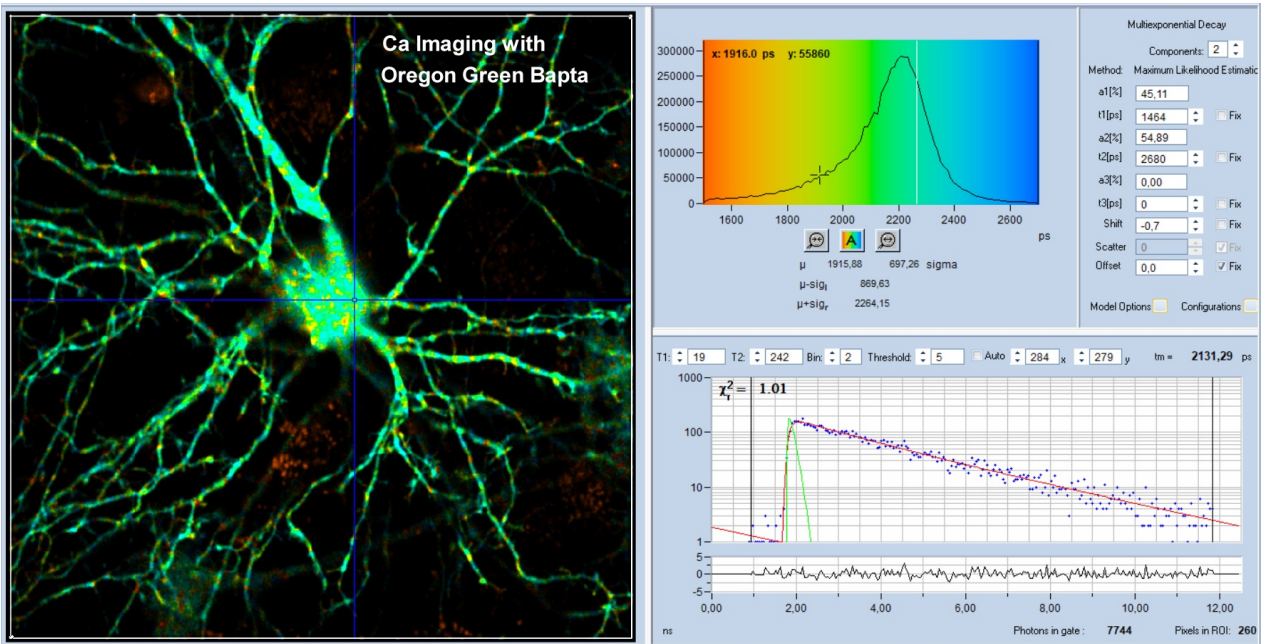 Ca Imaging with
Oregon Green Bapta
300000
250000
200000
150000
100000
50000
0
x: 1916.0 ps y: 55860
1600 1800 2000 2200 2400 2600
ps
A
μ 1915,88 697,26 sigma
μ-sigl 869,63
μ+sigr 2264,15
Multiexponential Decay
Components: 2
Method: Maximum Likelihood Estimatic
a1[%] 45,11
t1[ps] 1464 Fix
a2[%] 54,89
t2[ps] 2680 Fix
a3[%] 0,00
t3[ps] 0 Fix
Shift -0,7 Fix
Scatter 0 Fix
Offset 0,0 Fix
Model Options Configurations
T1: 19 T2: 242 Bin: 2 Threshold: 5 Auto 284 x 279 y tm = 2131,29 ps
χr² = 1.01
1000
100
10
1
5
0
-5
0,00 2,00 4,00 6,00 8,00 10,00 12,00
ns Photons in gate : 7744 Pixels in ROI: 260